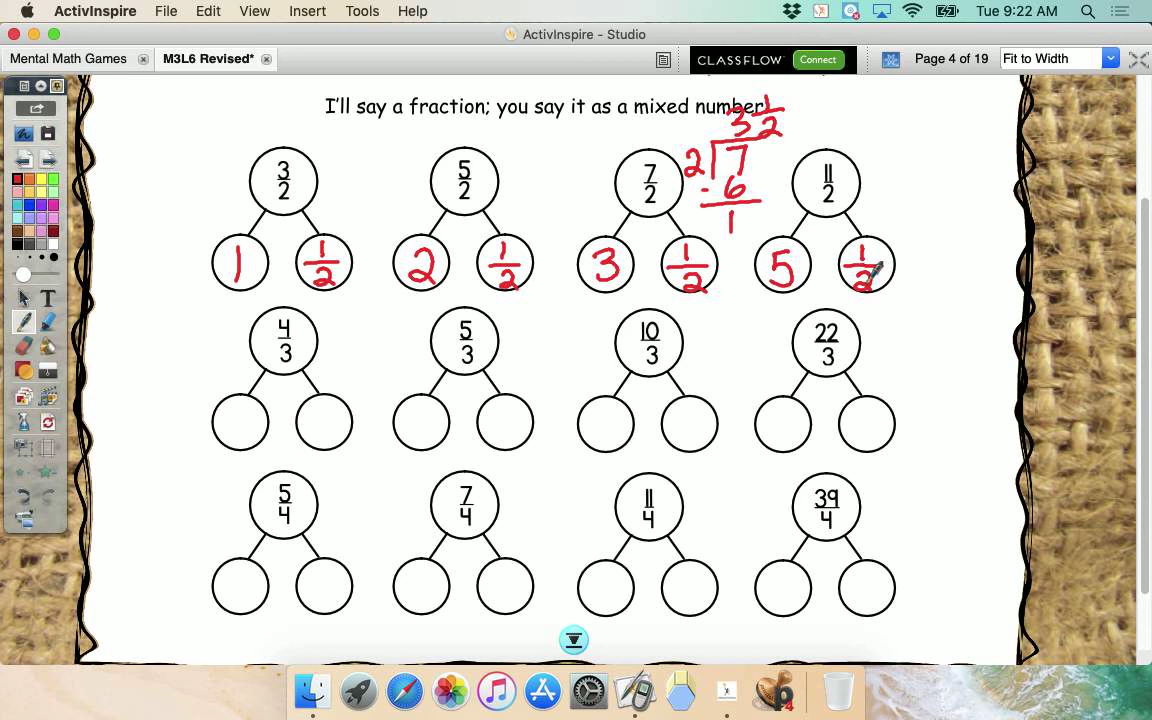 ActivInspire File Edit View Insert Tools Help Tue 9:22 AM
ActivInspire - Studio
Mental Math Games M3L6 Revised* CLASSFLOW Connect Page 4 of 19 Fit to Width
I'll say a fraction; you say it as a mixed number.
3 1/2
2 7
- 6
1
3/2 5/2 7/2 11/2
1 1/2 2 1/2 3 1/2 5 1/2
4/3 5/3 10/3 22/3
5/4 7/4 11/4 39/4
T